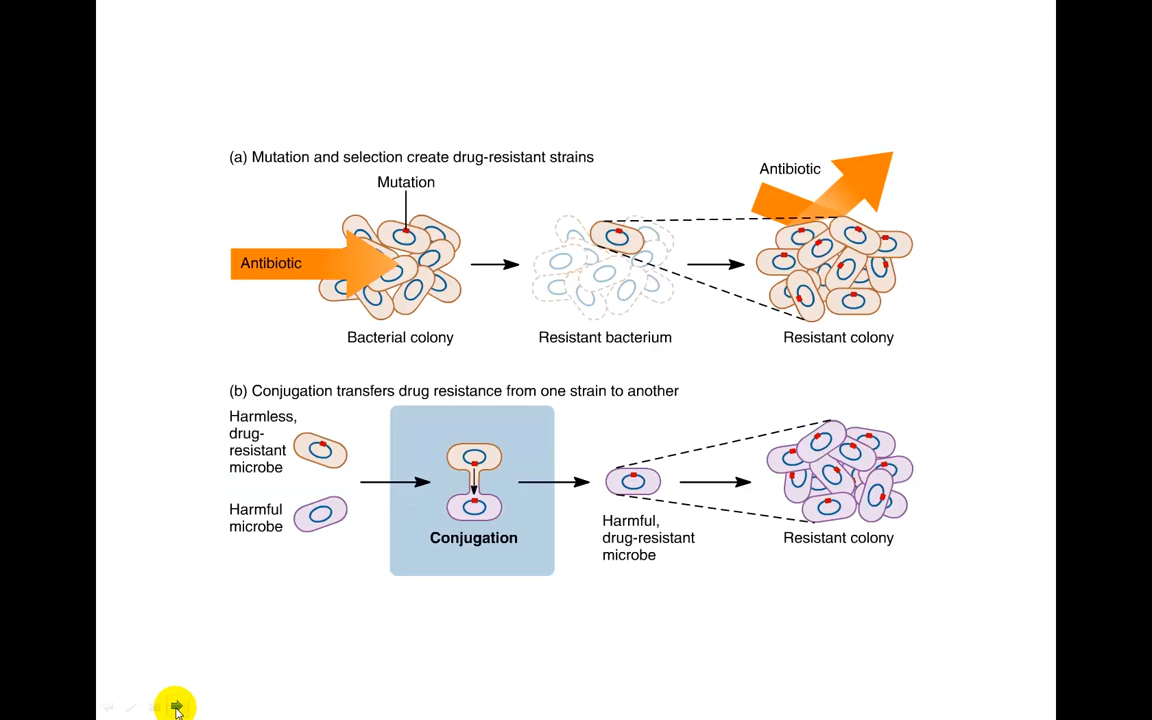 (a) Mutation and selection create drug-resistant strains
Mutation
Antibiotic
Antibiotic
Bacterial colony
Resistant bacterium
Resistant colony
(b) Conjugation transfers drug resistance from one strain to another
Harmless,
drug-
resistant
microbe
Harmful
microbe
Conjugation
Harmful,
drug-resistant
microbe
Resistant colony